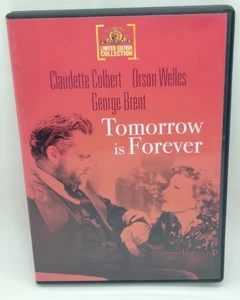 LIMITED EDITION
COLLECTION
Claudette Colbert Orson Welles
George Brent
Tomorrow
is Forever